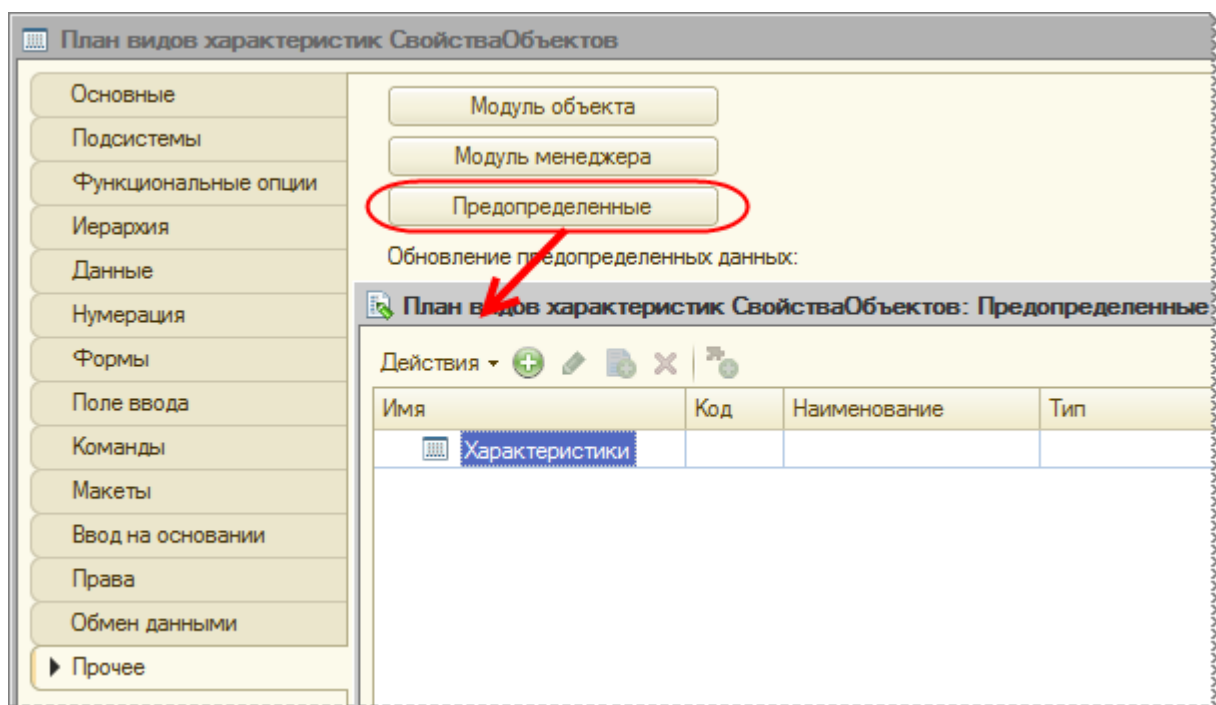 План видов характеристик СвойстваОбъектов
Основные
Подсистемы
Функциональные опции
Иерархия
Данные
Нумерация
Формы
Поле ввода
Команды
Макеты
Ввод на основании
Права
Обмен данными
Прочее
Модуль объекта
Модуль менеджера
Предопределенные
Обновление предопределенных данных:
План видов характеристик СвойстваОбъектов: Предопределенные
Действия
Имя Код Наименование Тип
Характеристики